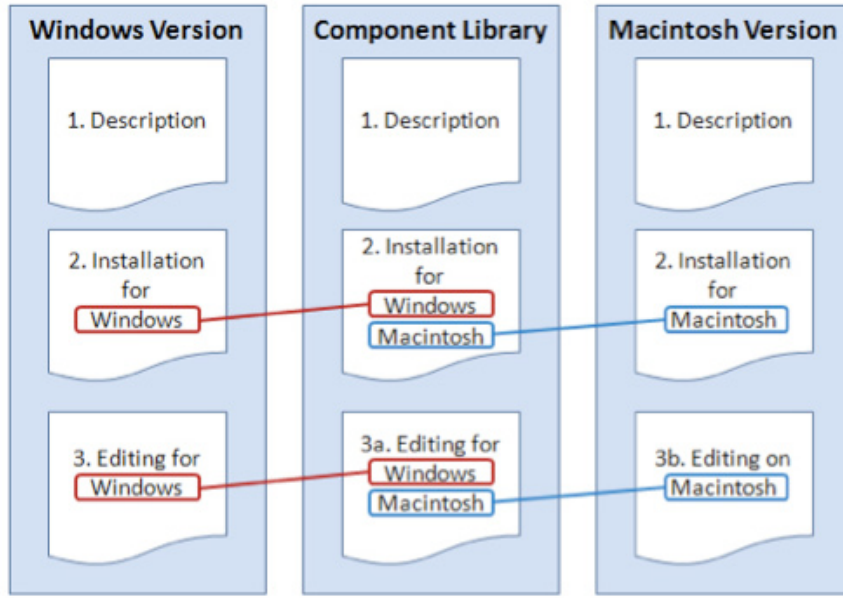 Windows Version
1. Description
2. Installation
for
Windows
3. Editing for
Windows
Component Library
1. Description
2. Installation
for
Windows
Macintosh
3a. Editing for
Windows
Macintosh
Macintosh Version
1. Description
2. Installation
for
Macintosh
3b. Editing on
Macintosh